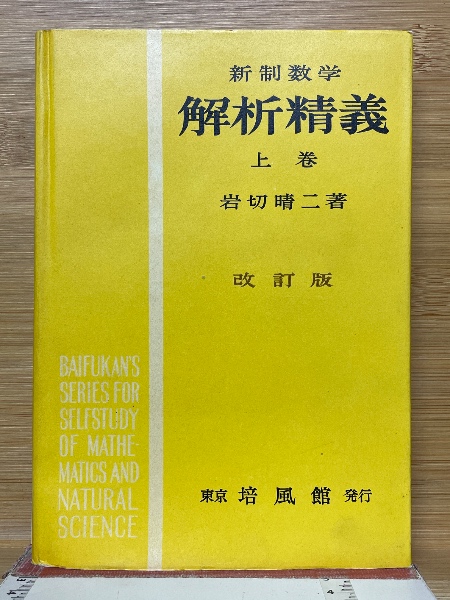 新制数学
解析精義
上巻
岩切晴二著
改訂版
BAIFUKAN'S
SERIES FOR
SELFSTUDY
OF MATHE-
MATICS AND
NATURAL
SCIENCE
東京 培風館 発行